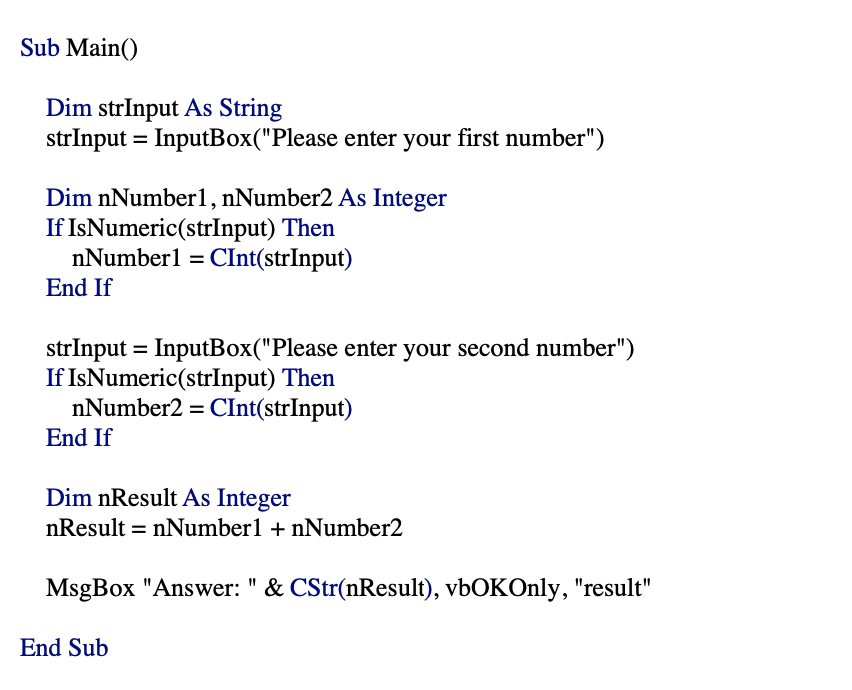 Sub Main()
Dim strInput As String
strInput = InputBox("Please enter your first number")
Dim nNumber1, nNumber2 As Integer
If IsNumeric(strInput) Then
nNumber1 = CInt(strInput)
End If
strInput = InputBox("Please enter your second number")
If IsNumeric(strInput) Then
nNumber2 = CInt(strInput)
End If
Dim nResult As Integer
nResult = nNumber1 + nNumber2
MsgBox "Answer: " & CStr(nResult), vbOKOnly, "result"
End Sub